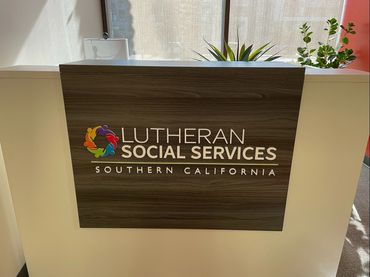 LUTHERAN
SOCIAL SERVICES
SOUTHERN CALIFORNIA